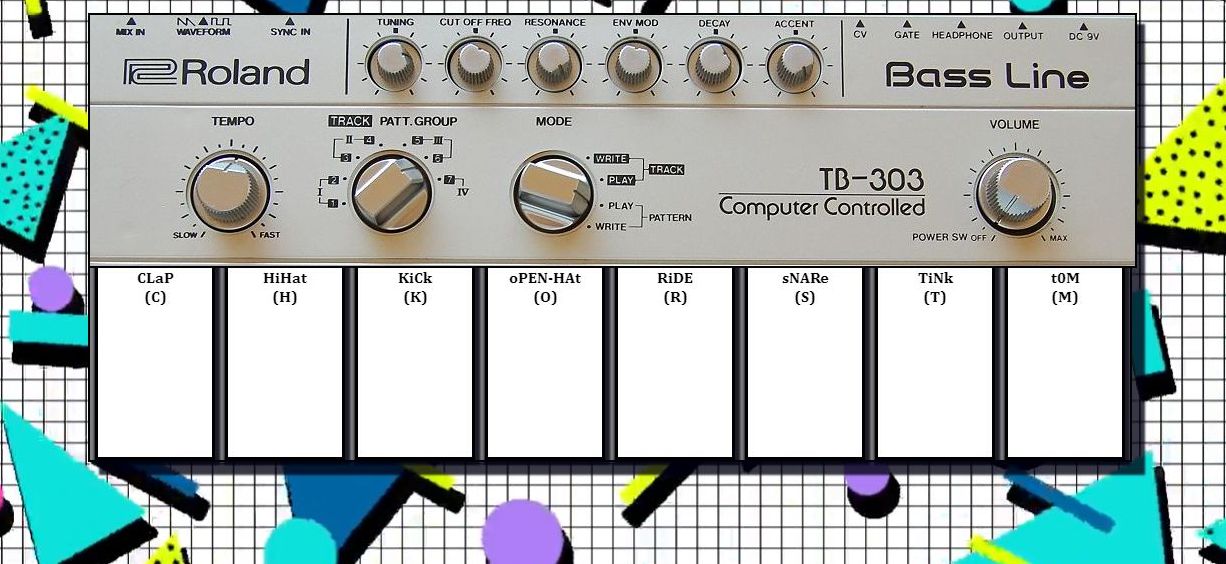 MIX IN
WAVEFORM
SYNC IN
TUNING
CUT OFF FREQ
RESONANCE
ENV MOD
DECAY
ACCENT
CV
GATE
HEADPHONE
OUTPUT
DC 9V
Roland
Bass Line
TEMPO
SLOW
FAST
TRACK PATT. GROUP
II
4
5
III
3
6
I
2
7
IV
1
MODE
WRITE
TRACK
PLAY
PLAY
PATTERN
WRITE
TB-303
Computer Controlled
VOLUME
POWER SW OFF
MAX
CLaP
(C)
HiHat
(H)
KiCk
(K)
oPEN-HAt
(O)
RiDE
(R)
sNARe
(S)
TiNk
(T)
t0M
(M)